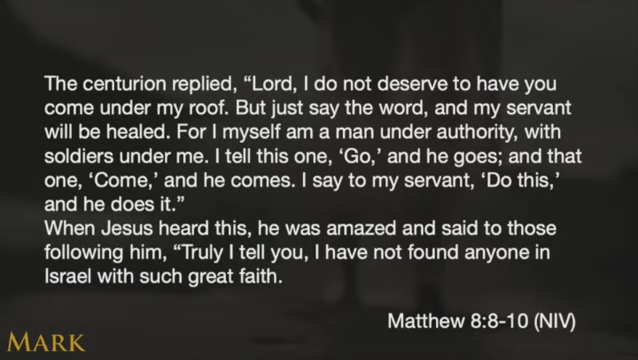 The centurion replied, “Lord, I do not deserve to have you
come under my roof. But just say the word, and my servant
will be healed. For I myself am a man under authority, with
soldiers under me. I tell this one, ‘Go,’ and he goes; and that
one, ‘Come,’ and he comes. I say to my servant, ‘Do this,’
and he does it.”
When Jesus heard this, he was amazed and said to those
following him, “Truly I tell you, I have not found anyone in
Israel with such great faith.
Matthew 8:8-10 (NIV)
MARK